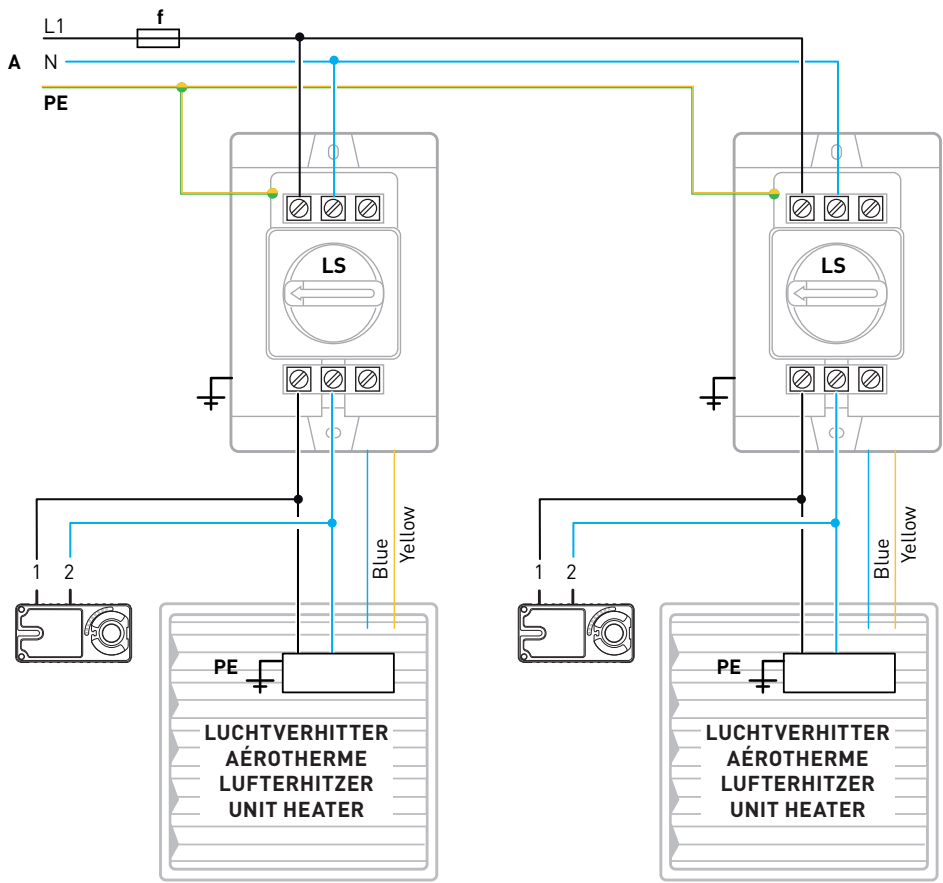 f
L1
A N
PE
LS LS
Blue Yellow Blue Yellow
1 2 1 2
PE PE
LUCHTVERHITTER
AÉROTHERME
LUFTERHITZER
UNIT HEATER
LUCHTVERHITTER
AÉROTHERME
LUFTERHITZER
UNIT HEATER